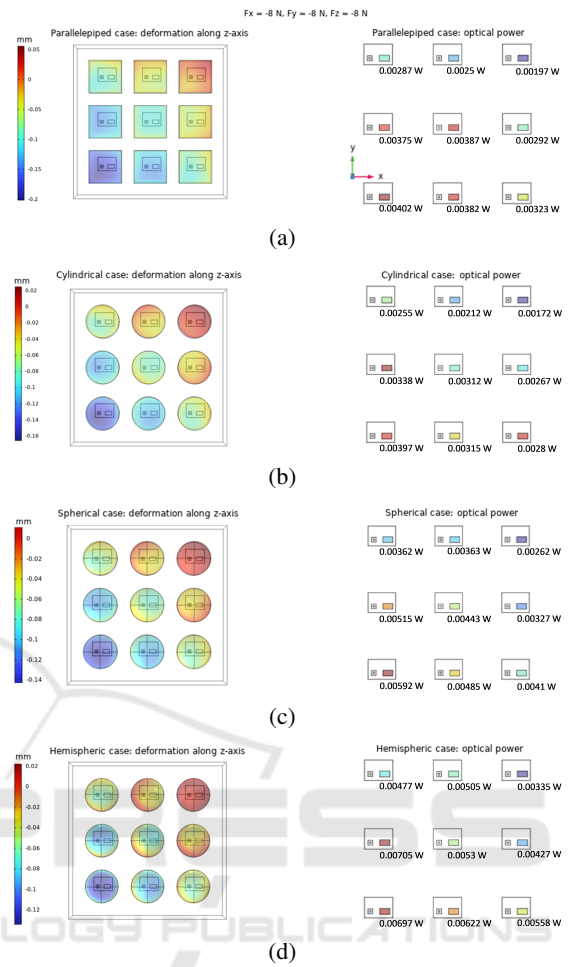 Fx = -8 N, Fy = -8 N, Fz = -8 N
Parallelepiped case: deformation along z-axis
mm
0.05
0
-0.05
-0.1
-0.15
-0.2
Parallelepiped case: optical power
0.00287 W 0.0025 W 0.00197 W
0.00375 W 0.00387 W 0.00292 W
y
x
0.00402 W 0.00382 W 0.00323 W
(a)
Cylindrical case: deformation along z-axis
mm
0.02
0
-0.02
-0.04
-0.06
-0.08
-0.1
-0.12
-0.14
-0.16
Cylindrical case: optical power
0.00255 W 0.00212 W 0.00172 W
0.00338 W 0.00312 W 0.00267 W
0.00397 W 0.00315 W 0.0028 W
(b)
Spherical case: deformation along z-axis
mm
0
-0.02
-0.04
-0.06
-0.08
-0.1
-0.12
-0.14
Spherical case: optical power
0.00362 W 0.00363 W 0.00262 W
0.00515 W 0.00443 W 0.00327 W
0.00592 W 0.00485 W 0.0041 W
(c)
Hemispheric case: deformation along z-axis
mm
0.02
0
-0.02
-0.04
-0.06
-0.08
-0.1
-0.12
Hemispheric case: optical power
0.00477 W 0.00505 W 0.00335 W
0.00705 W 0.0053 W 0.00427 W
0.00697 W 0.00622 W 0.00558 W
(d)
PRESS
LOGY PUBLICATIONS